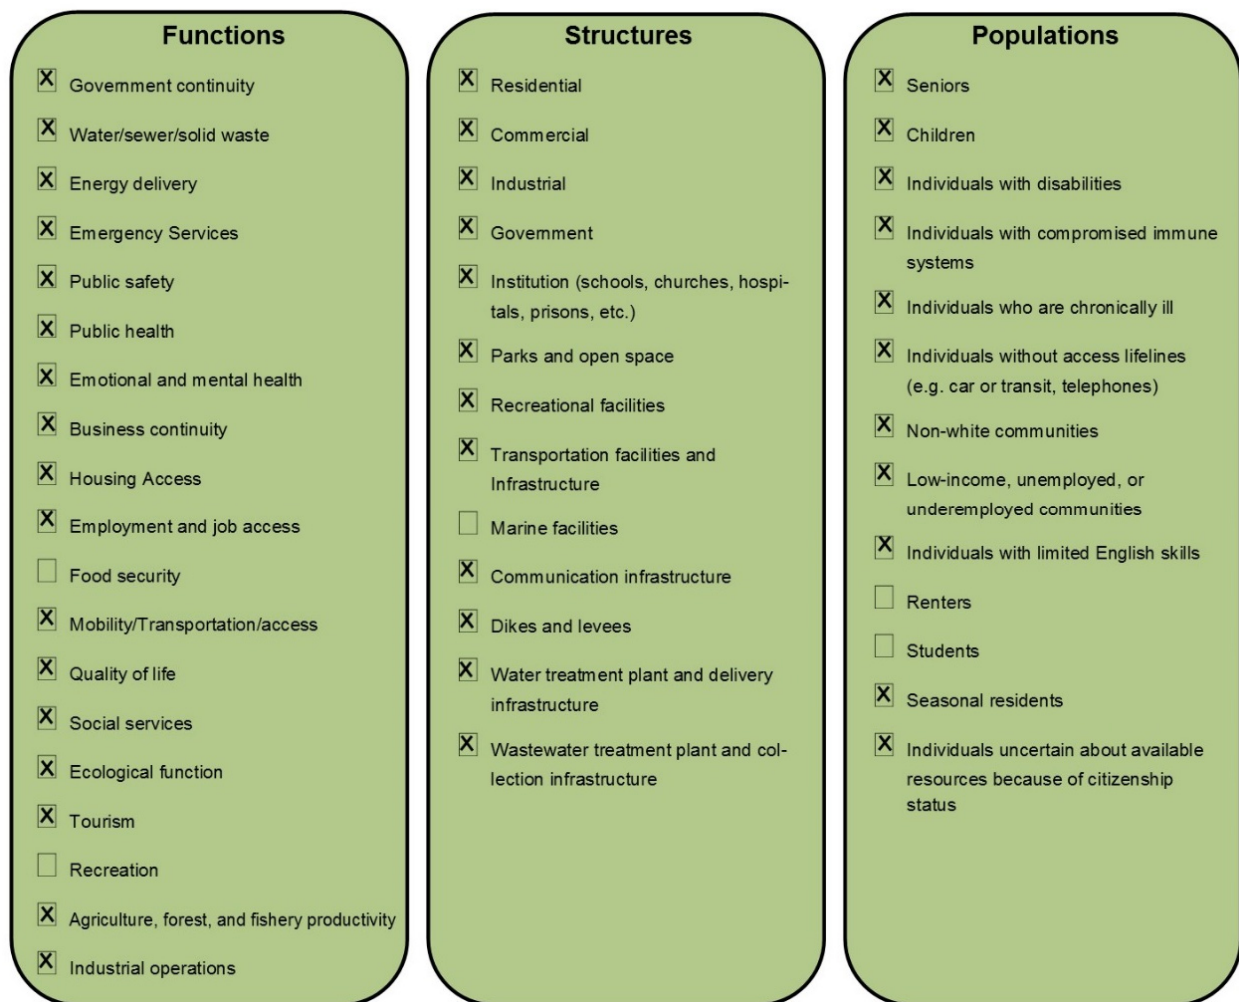 Functions
Government continuity
Water/sewer/solid waste
Energy delivery
Emergency Services
Public safety
Public health
Emotional and mental health
Business continuity
Housing Access
Employment and job access
Food security
Mobility/Transportation/access
Quality of life
Social services
Ecological function
Tourism
Recreation
Agriculture, forest, and fishery productivity
Industrial operations
Structures
Residential
Commercial
Industrial
Government
Institution (schools, churches, hospi-
tals, prisons, etc.)
Parks and open space
Recreational facilities
Transportation facilities and
Infrastructure
Marine facilities
Communication infrastructure
Dikes and levees
Water treatment plant and delivery
infrastructure
Wastewater treatment plant and col-
lection infrastructure
Populations
Seniors
Children
Individuals with disabilities
Individuals with compromised immune
systems
Individuals who are chronically ill
Individuals without access lifelines
(e.g. car or transit, telephones)
Non-white communities
Low-income, unemployed, or
underemployed communities
Individuals with limited English skills
Renters
Students
Seasonal residents
Individuals uncertain about available
resources because of citizenship
status